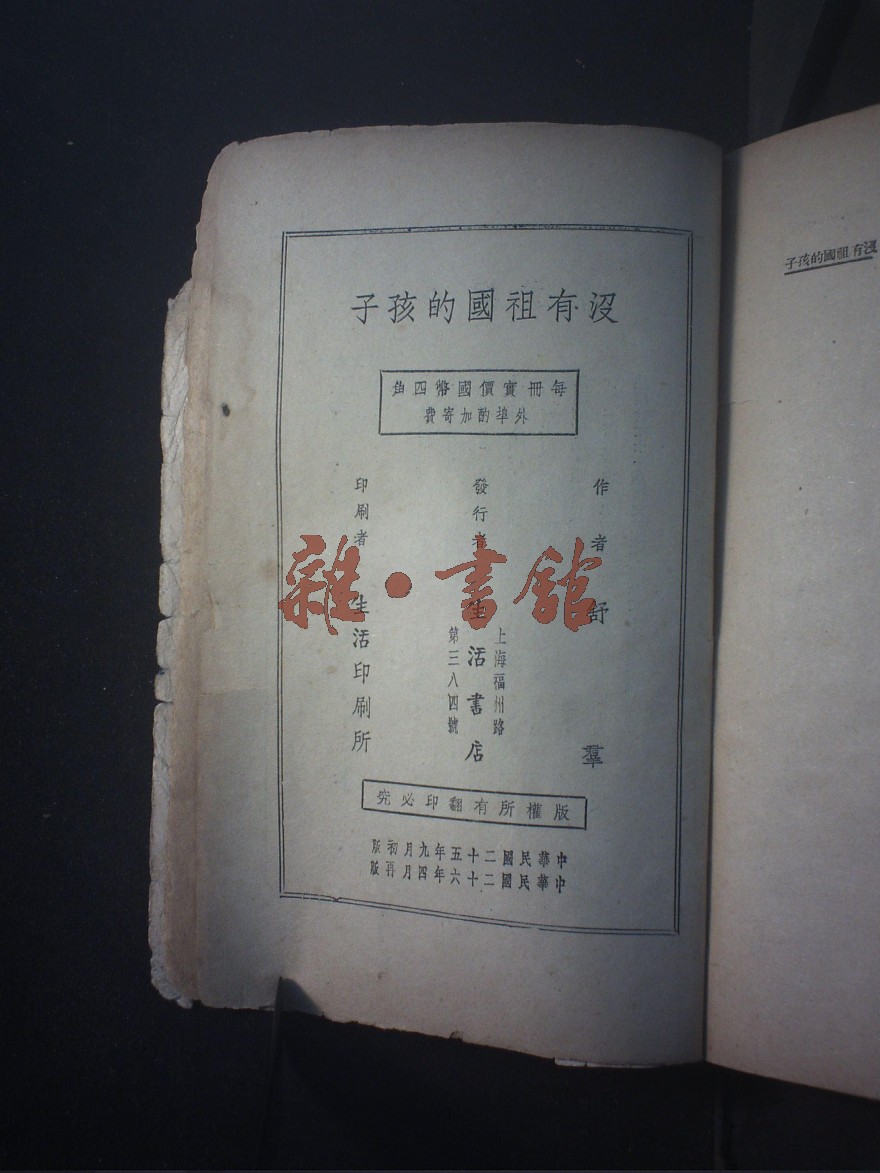 沒有祖國的孩子
每冊實價國幣四角
外埠酌加寄費
作者 舒羣
發行者 生活書店
上海福州路
第三八四號
印刷者 生活印刷所
版權所有翻印必究
中華民國二十五年九月初版
中華民國二十六年四月再版
沒有祖國的孩子
雜·書館